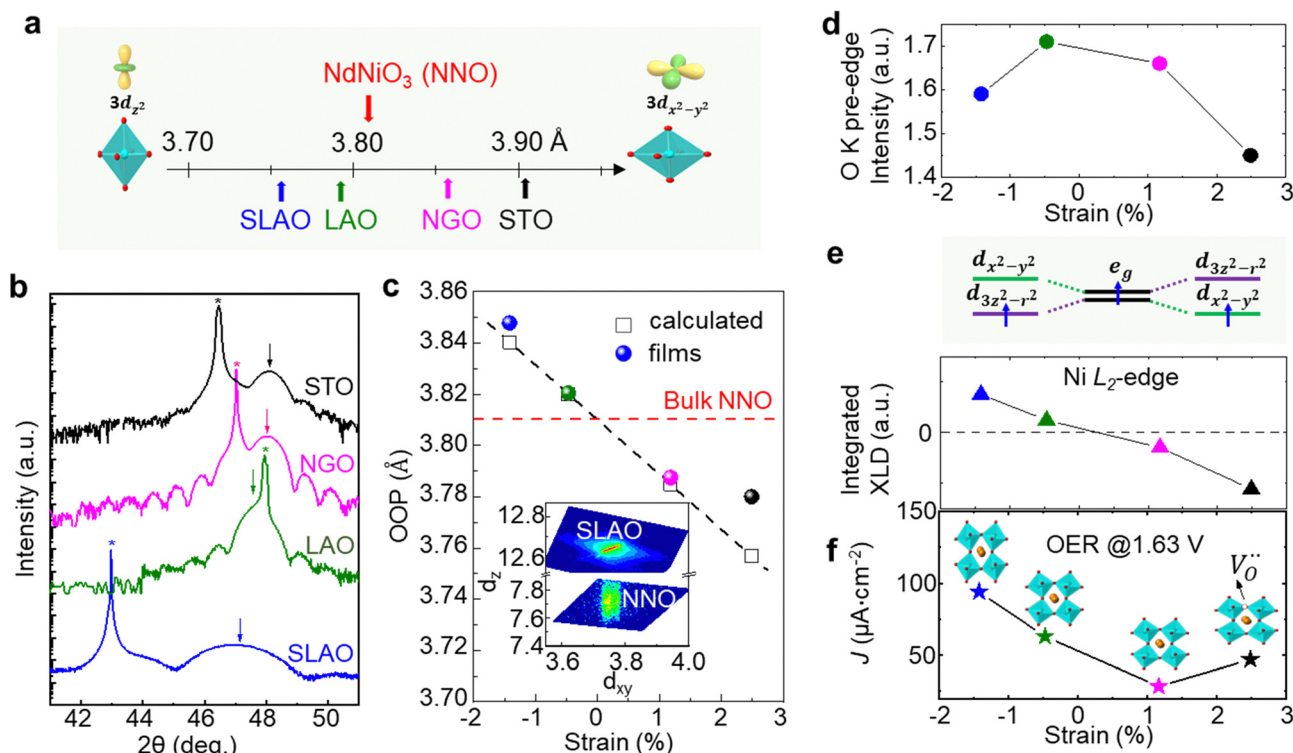 a
NdNiO₃ (NNO)
3d_z²
3d_x²−y²
3.70
3.80
3.90 Å
SLAO
LAO
NGO
STO
b
Intensity (a.u.)
*
STO
*
NGO
*
LAO
*
SLAO
42 44 46 48 50
2θ (deg.)
c
OOP (Å)
3.86
3.84
3.82
3.80
3.78
3.76
3.74
3.72
3.70
calculated
films
Bulk NNO
SLAO
NNO
d_z
12.8
12.6
7.8
7.6
7.4
3.6 4.0
d_xy
-2 -1 0 1 2 3
Strain (%)
d
O K pre-edge
Intensity (a.u.)
1.7
1.6
1.5
1.4
-2 -1 0 1 2 3
Strain (%)
e
d_x²−y²
e_g
d_3z²−r²
d_3z²−r²
d_x²−y²
Ni L₂-edge
Integrated
XLD (a.u.)
0
f
J (μA·cm⁻²)
150
100
50
OER @1.63 V
V_O¨
-2 -1 0 1 2 3
Strain (%)